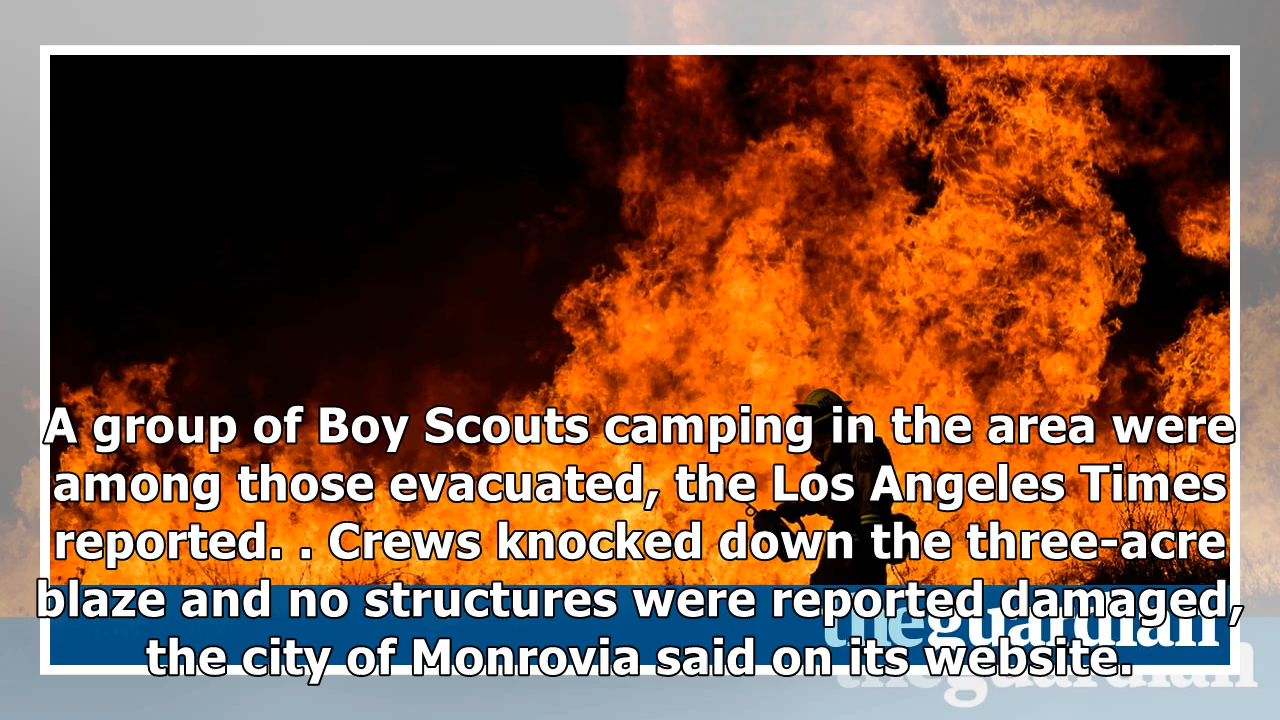 A group of Boy Scouts camping in the area were
among those evacuated, the Los Angeles Times
reported. . Crews knocked down the three-acre
blaze and no structures were reported damaged,
the city of Monrovia said on its website.
theguardian
theguardian